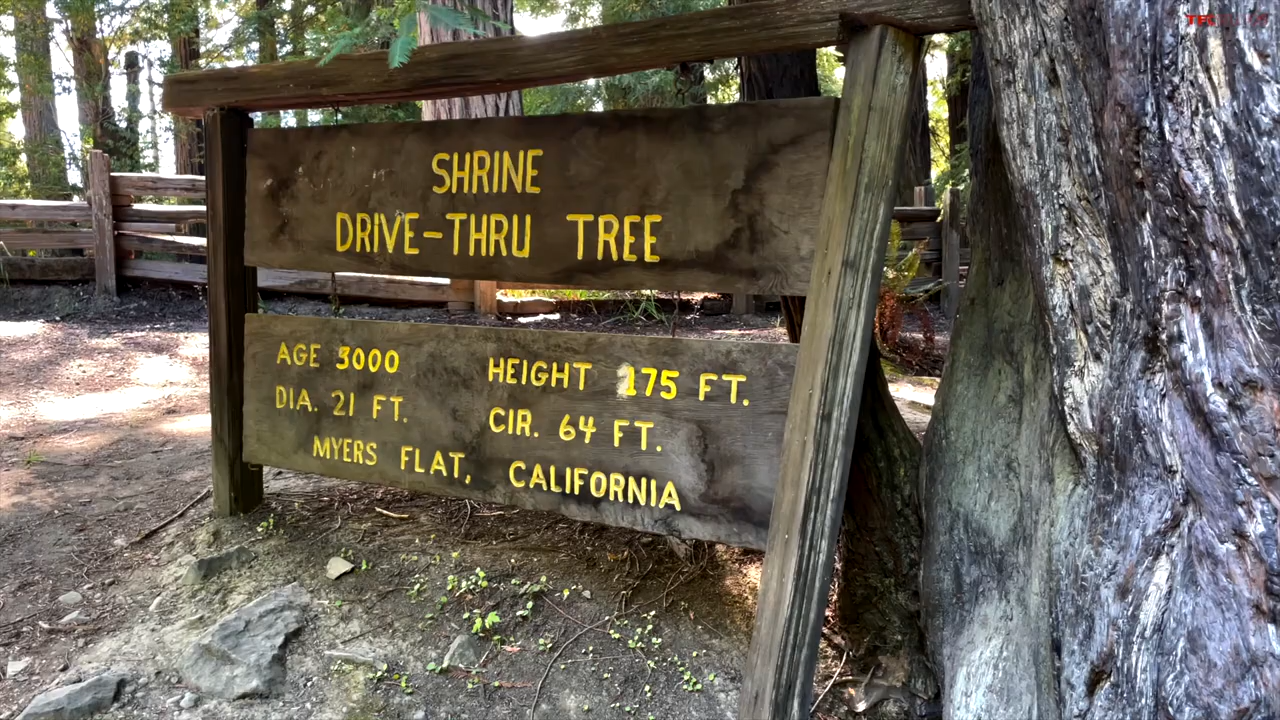 SHRINE
DRIVE-THRU TREE
AGE 3000 HEIGHT 175 FT.
DIA. 21 FT. CIR. 64 FT.
MYERS FLAT, CALIFORNIA